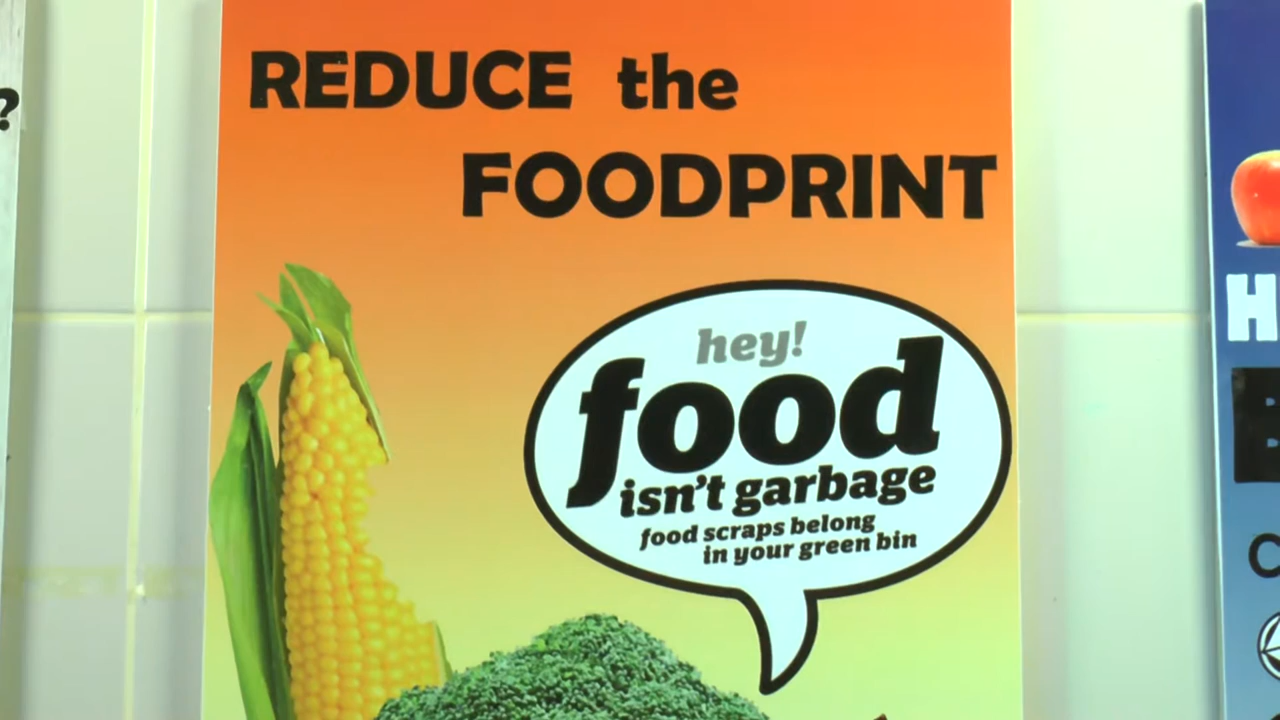 ?
REDUCE the
FOODPRINT
hey!
food
isn't garbage
food scraps belong
in your green bin
H